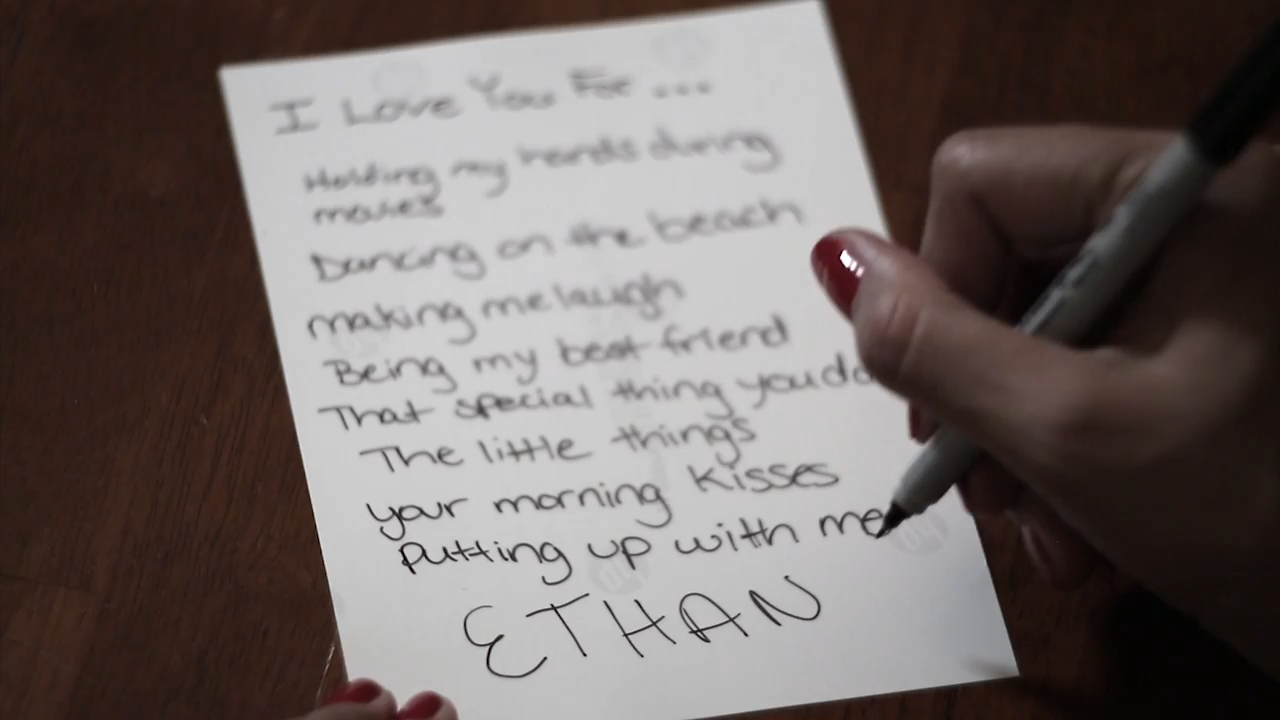 I Love You For ...
Holding my hands during
movies
Dancing on the beach
making me laugh
Being my best friend
That special thing you do
The little things
your morning kisses
putting up with me
ETHAN